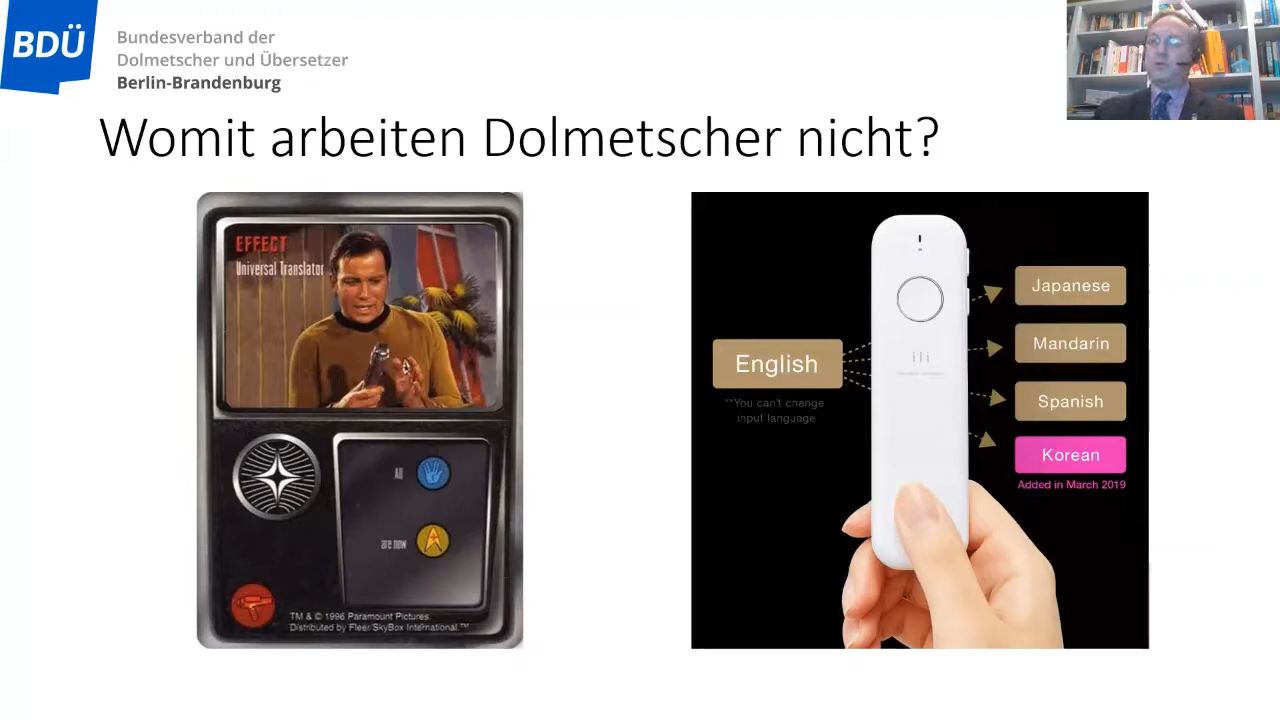 BDÜ
Bundesverband der
Dolmetscher und Übersetzer
Berlin-Brandenburg
Womit arbeiten Dolmetscher nicht?
EFFECT
Universal Translator
All
are now
TM & © 1996 Paramount Pictures.
Distributed by Fleer/SkyBox International.™
English
**You can't change
input language
ili
Japanese
Mandarin
Spanish
Korean
Added in March 2019